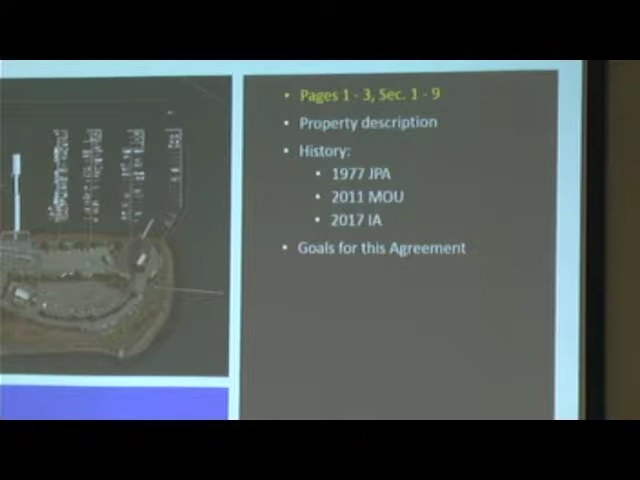 Pages 1 - 3, Sec. 1 - 9
Property description
History:
1977 JPA
2011 MOU
2017 IA
Goals for this Agreement